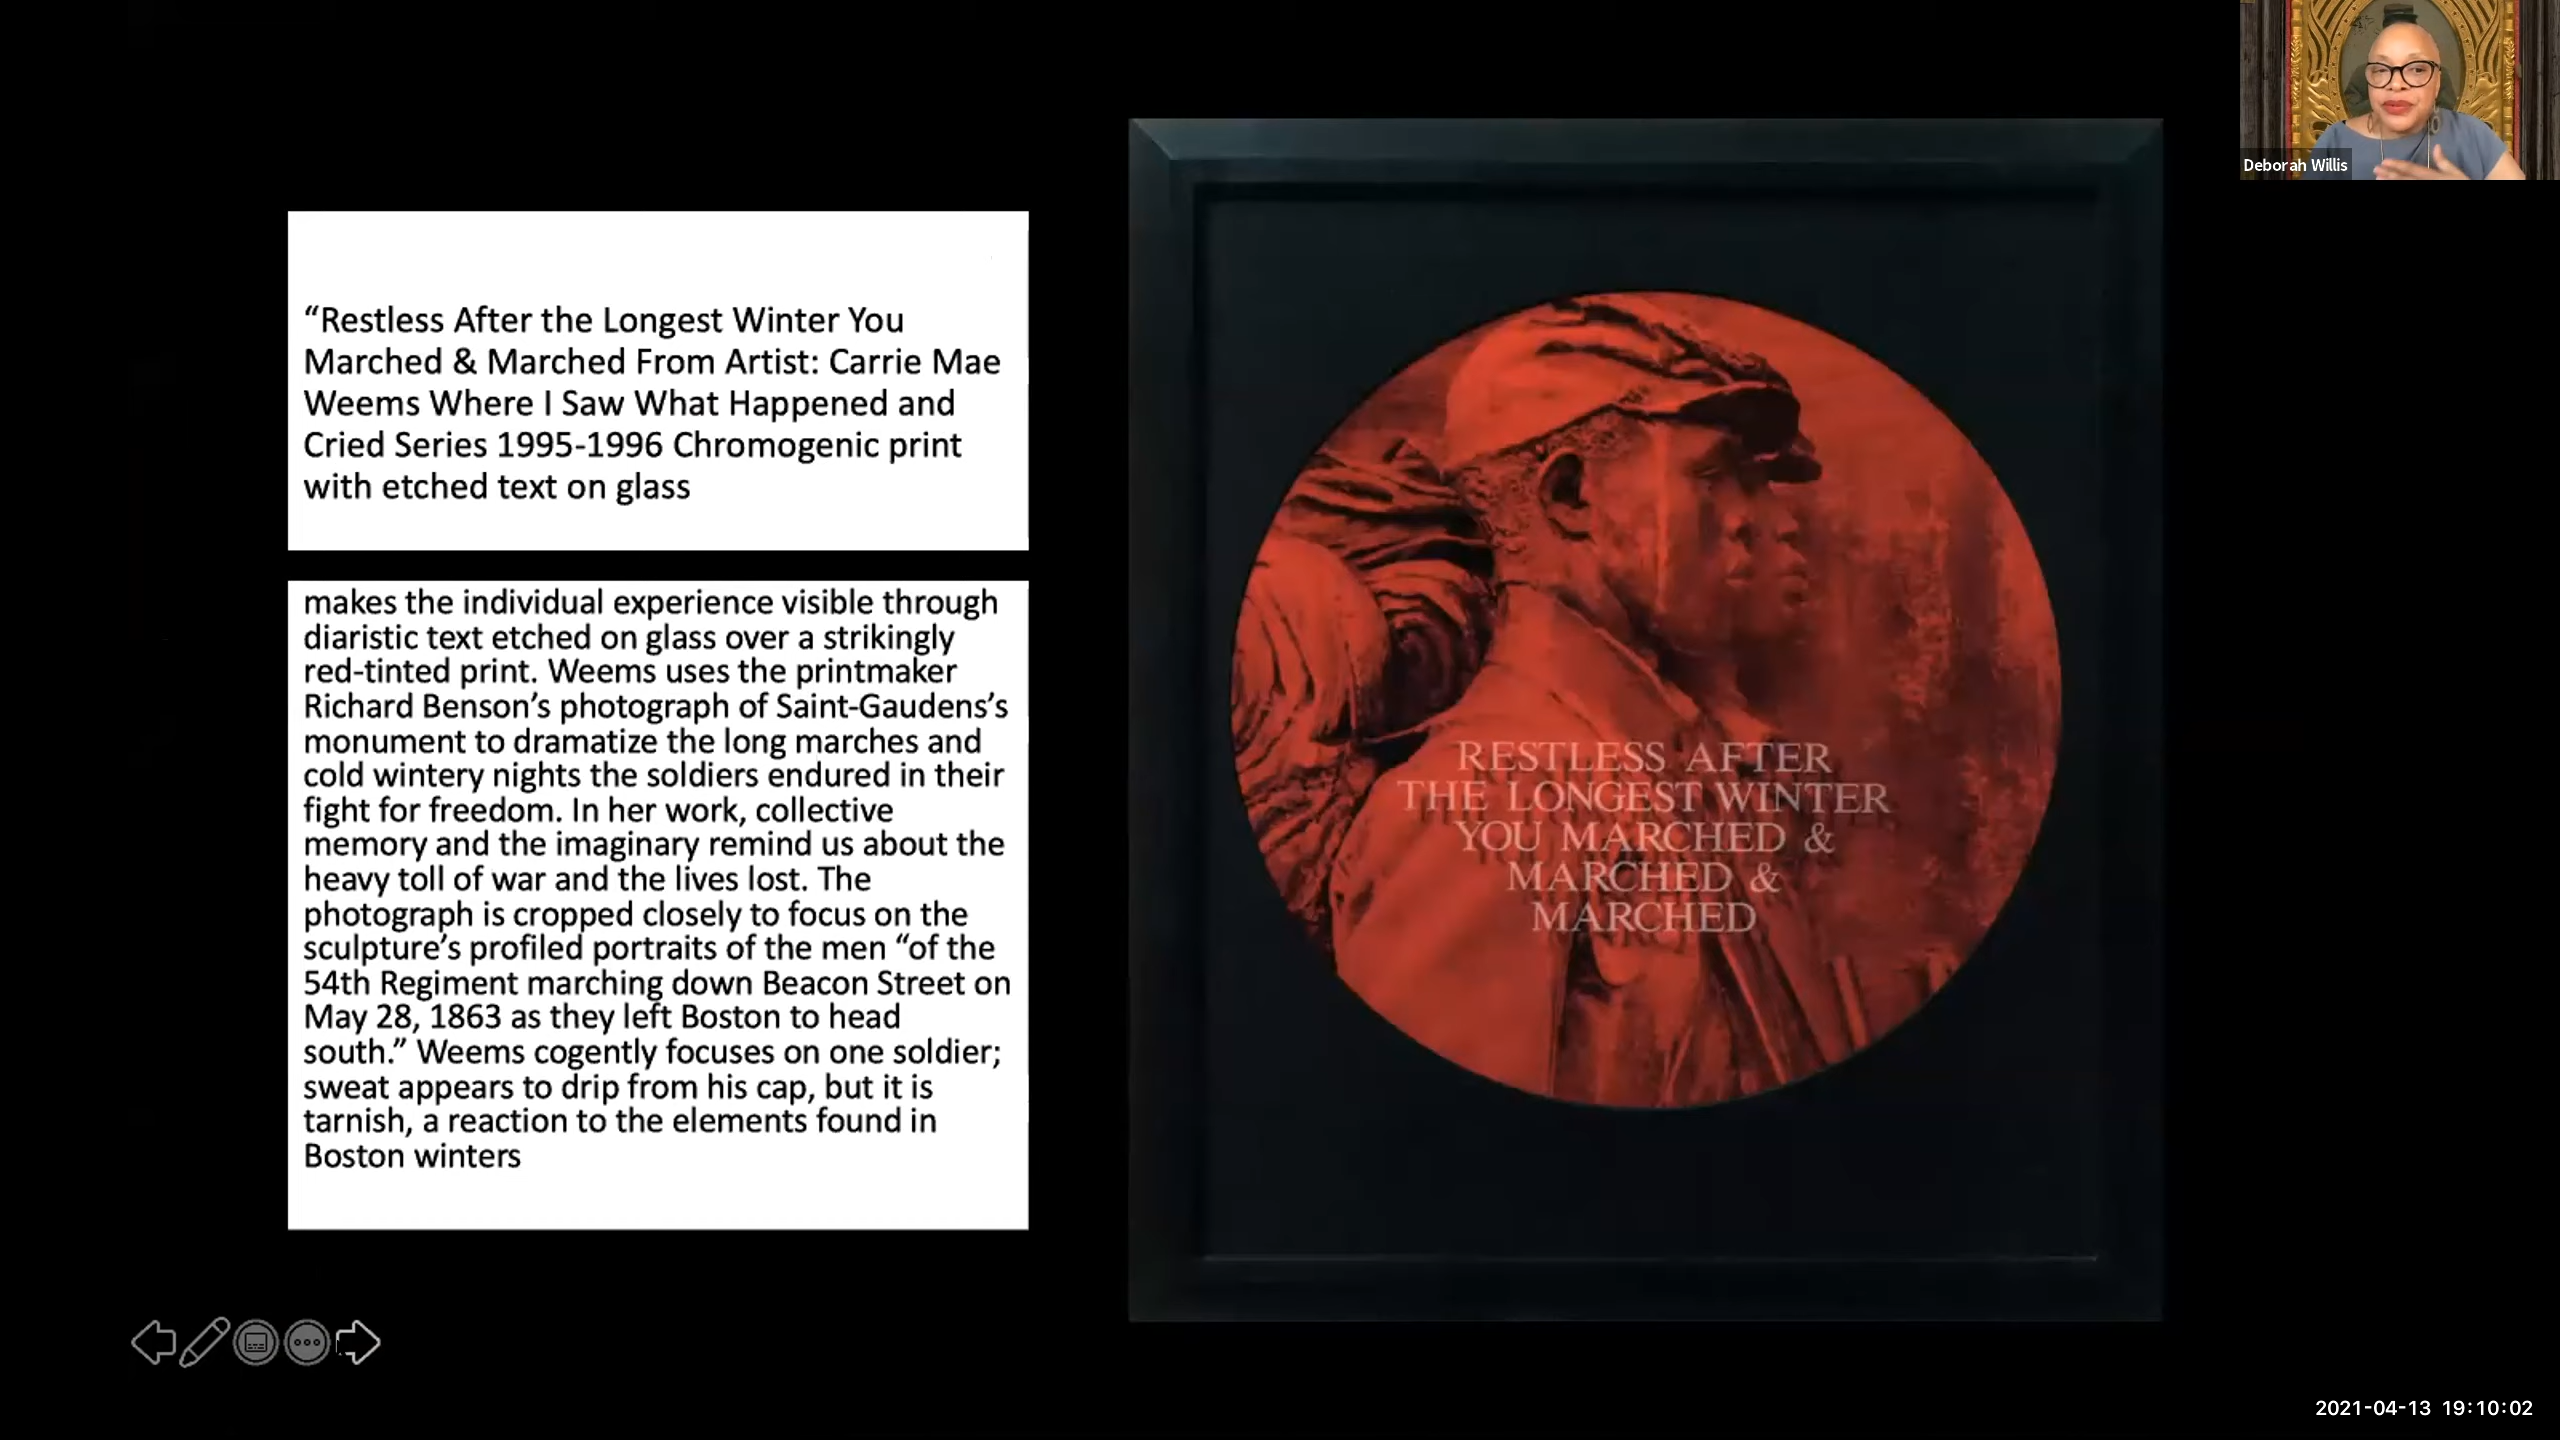 “Restless After the Longest Winter You
Marched & Marched From Artist: Carrie Mae
Weems Where I Saw What Happened and
Cried Series 1995-1996 Chromogenic print
with etched text on glass
makes the individual experience visible through
diaristic text etched on glass over a strikingly
red-tinted print. Weems uses the printmaker
Richard Benson’s photograph of Saint-Gaudens’s
monument to dramatize the long marches and
cold wintery nights the soldiers endured in their
fight for freedom. In her work, collective
memory and the imaginary remind us about the
heavy toll of war and the lives lost. The
photograph is cropped closely to focus on the
sculpture’s profiled portraits of the men “of the
54th Regiment marching down Beacon Street on
May 28, 1863 as they left Boston to head
south.” Weems cogently focuses on one soldier;
sweat appears to drip from his cap, but it is
tarnish, a reaction to the elements found in
Boston winters
RESTLESS AFTER
THE LONGEST WINTER
YOU MARCHED &
MARCHED &
MARCHED
Deborah Willis
2021-04-13 19:10:02